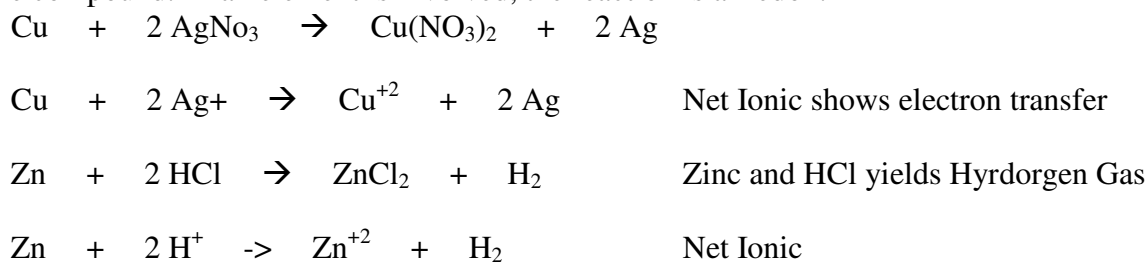 Cu + 2 AgNo₃ → Cu(NO₃)₂ + 2 Ag
Cu + 2 Ag+ → Cu⁺² + 2 Ag Net Ionic shows electron transfer
Zn + 2 HCl → ZnCl₂ + H₂ Zinc and HCl yields Hyrdorgen Gas
Zn + 2 H⁺ -> Zn⁺² + H₂ Net Ionic